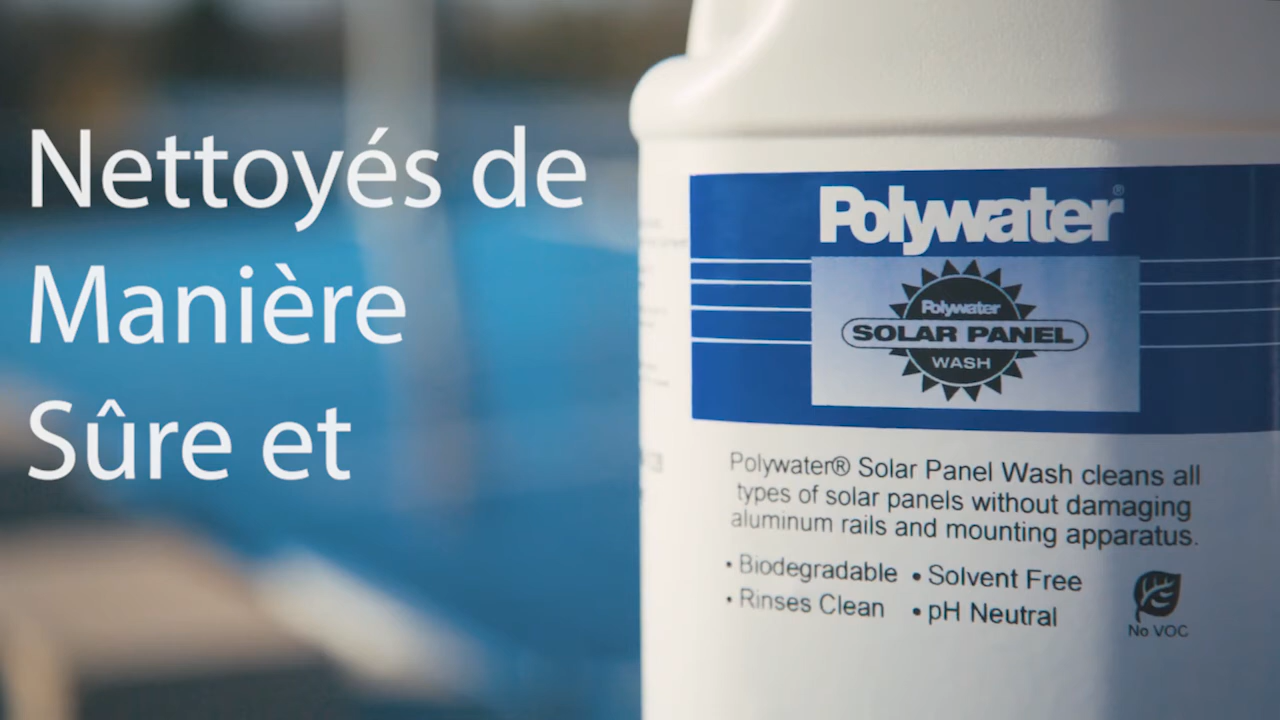 Nettoyés de
Manière
Sûre et
Polywater®
Polywater
SOLAR PANEL
WASH
Polywater® Solar Panel Wash cleans all
types of solar panels without damaging
aluminum rails and mounting apparatus.
• Biodegradable • Solvent Free
• Rinses Clean • pH Neutral
No VOC